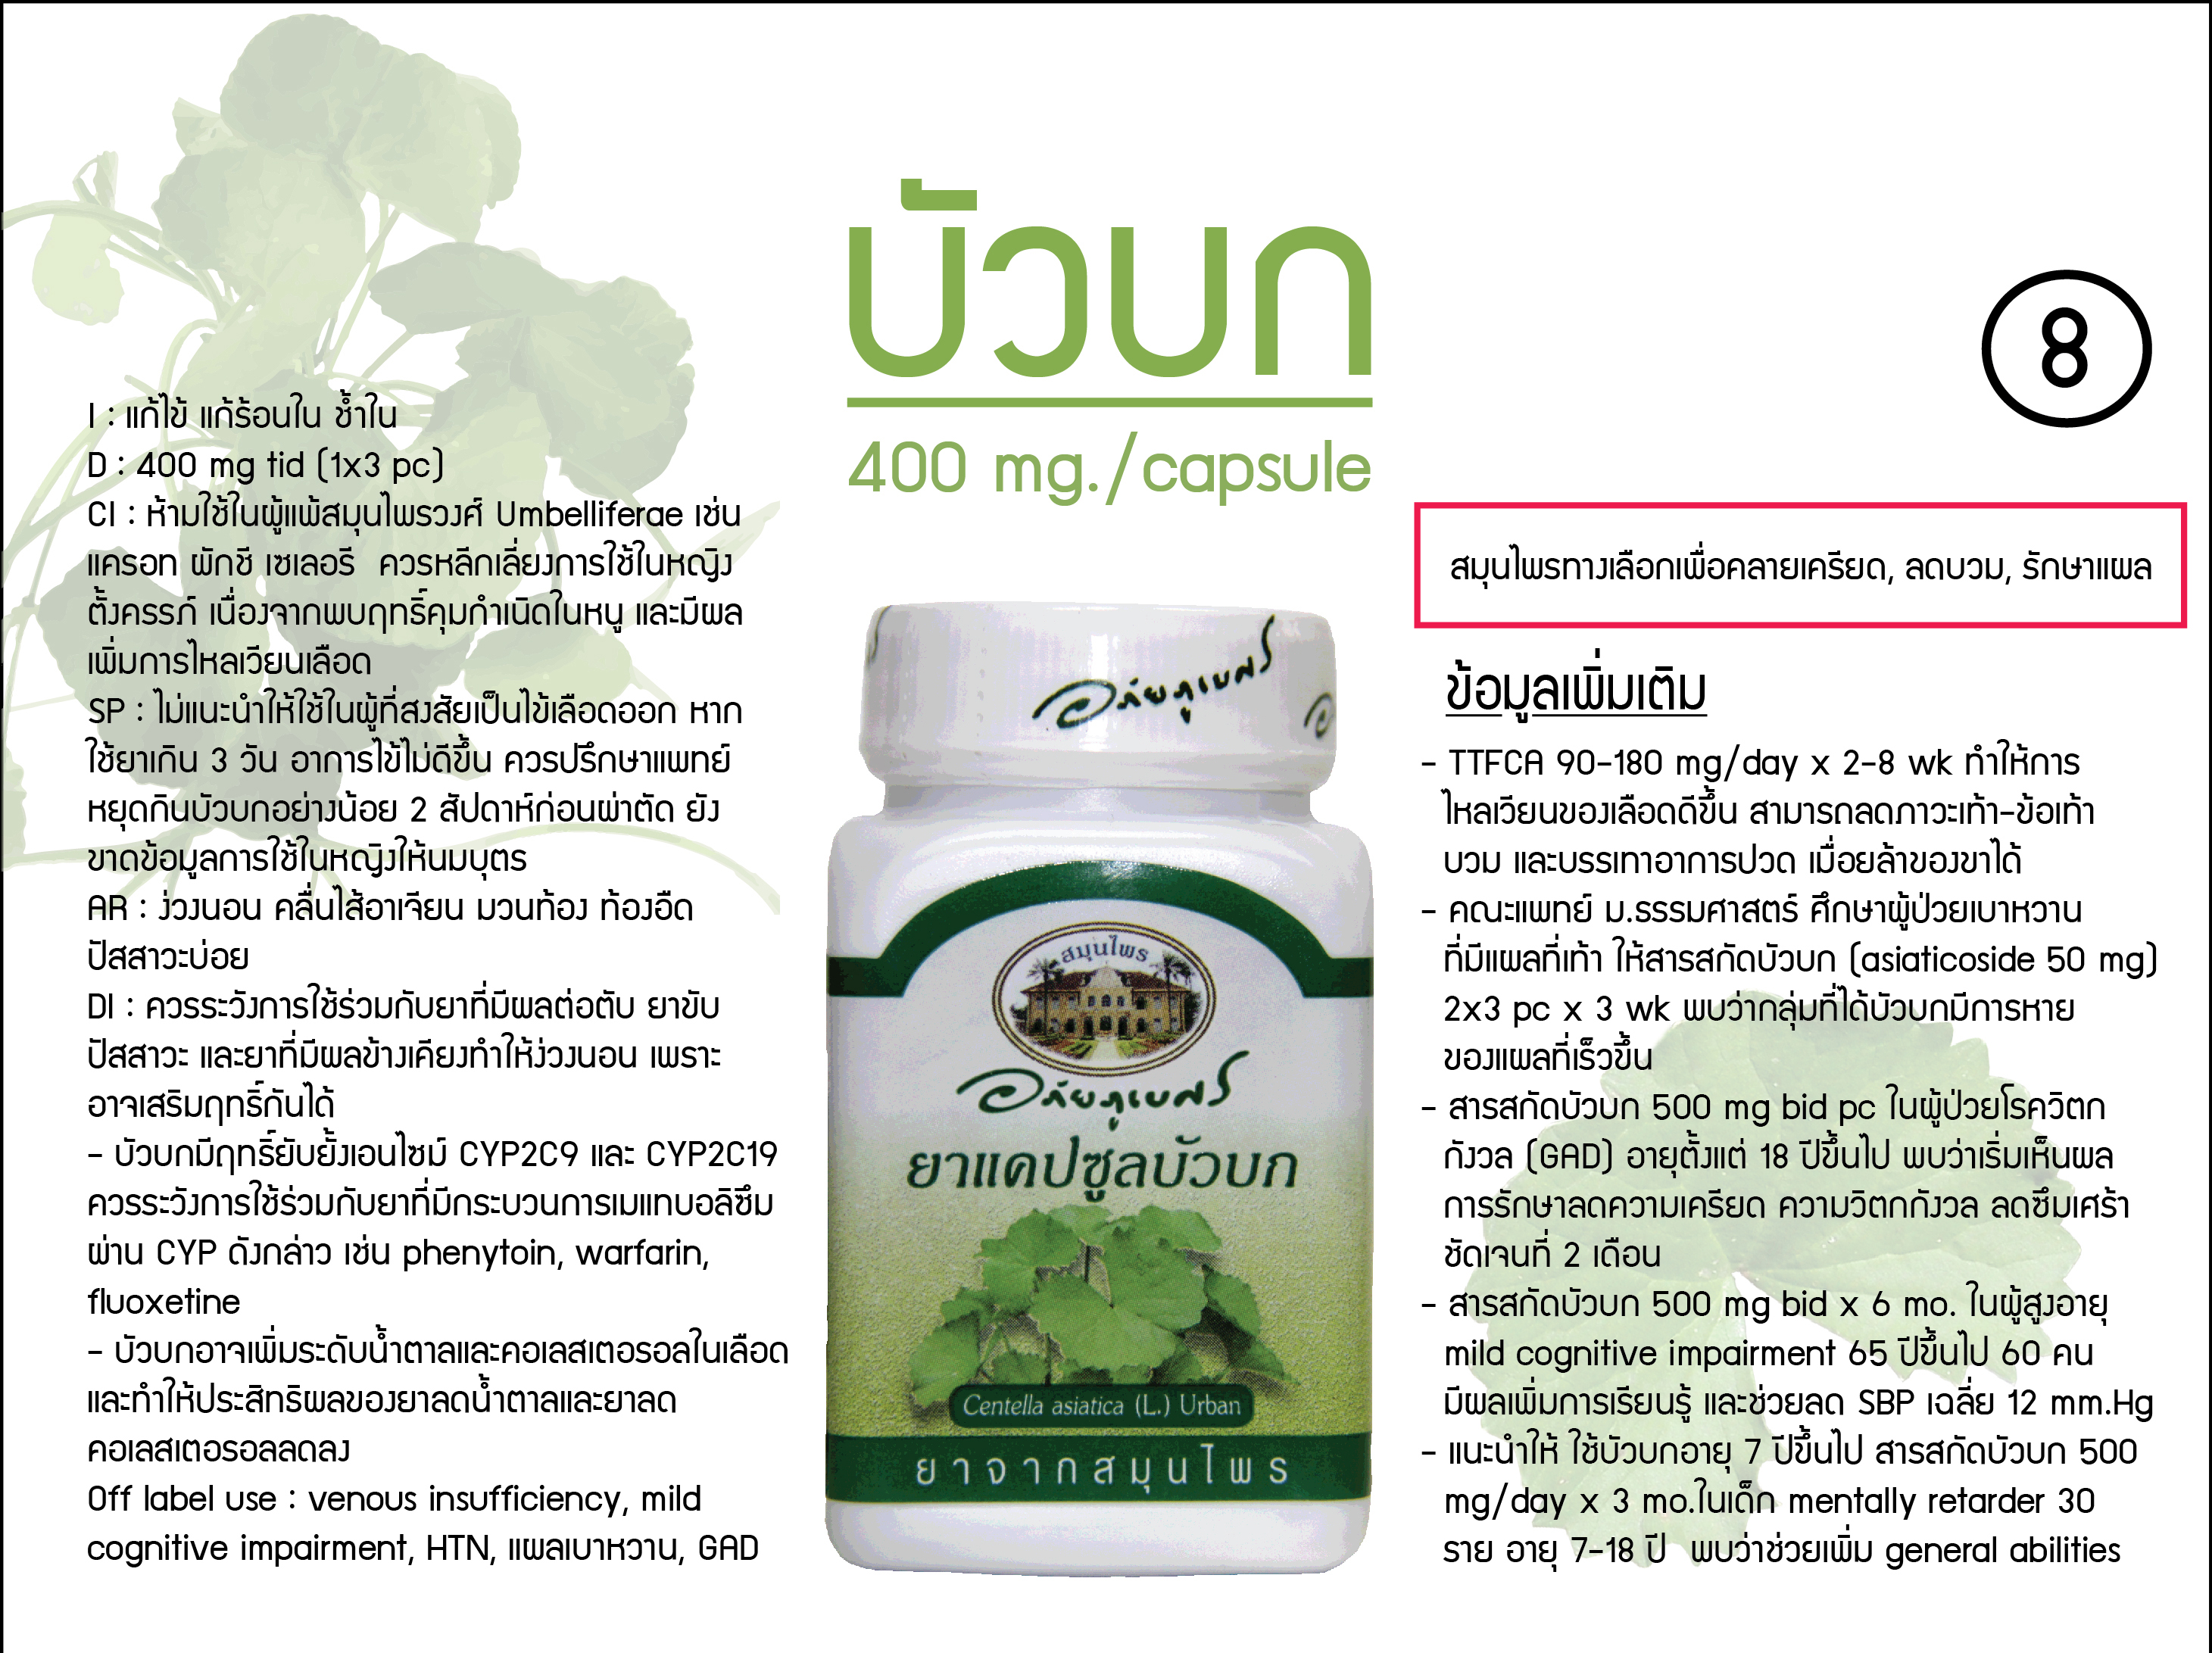 บัวบก
400 mg./capsule
8
I : แก้ไข้ แก้ร้อนใน ช้ำใน
D : 400 mg tid (1x3 pc)
CI : ห้ามใช้ในผู้แพ้สมุนไพรวงศ์ Umbelliferae เช่น
แครอท ผักชี เซเลอรี  ควรหลีกเลี่ยงการใช้ในหญิง
ตั้งครรภ์ เนื่องจากพบฤทธิ์คุมกำเนิดในหนู และมีผล
เพิ่มการไหลเวียนเลือด
SP : ไม่แนะนำให้ใช้ในผู้ที่สงสัยเป็นไข้เลือดออก หาก
ใช้ยาเกิน 3 วัน อาการไข้ไม่ดีขึ้น ควรปรึกษาแพทย์
หยุดกินบัวบกอย่างน้อย 2 สัปดาห์ก่อนผ่าตัด ยัง
ขาดข้อมูลการใช้ในหญิงให้นมบุตร
AR : ง่วงนอน คลื่นไส้อาเจียน มวนท้อง ท้องอืด
ปัสสาวะบ่อย
DI : ควรระวังการใช้ร่วมกับยาที่มีผลต่อตับ ยาขับ
ปัสสาวะ และยาที่มีผลข้างเคียงทำให้ง่วงนอน เพราะ
อาจเสริมฤทธิ์กันได้
- บัวบกมีฤทธิ์ยับยั้งเอนไซม์ CYP2C9 และ CYP2C19
ควรระวังการใช้ร่วมกับยาที่มีกระบวนการเมแทบอลิซึม
ผ่าน CYP ดังกล่าว เช่น phenytoin, warfarin,
fluoxetine
- บัวบกอาจเพิ่มระดับน้ำตาลและคอเลสเตอรอลในเลือด
และทำให้ประสิทธิผลของยาลดน้ำตาลและยาลด
คอเลสเตอรอลลดลง
Off label use : venous insufficiency, mild
cognitive impairment, HTN, แผลเบาหวาน, GAD
อภัยภูเบศร
สมุนไพร
อภัยภูเบศร
ยาแคปซูลบัวบก
Centella asiatica (L.) Urban
ยาจากสมุนไพร
สมุนไพรทางเลือกเพื่อคลายเครียด, ลดบวม, รักษาแผล
ข้อมูลเพิ่มเติม
- TTFCA 90-180 mg/day x 2-8 wk ทำให้การ
ไหลเวียนของเลือดดีขึ้น สามารถลดภาวะเท้า-ข้อเท้า
บวม และบรรเทาอาการปวด เมื่อยล้าของขาได้
- คณะแพทย์ ม.ธรรมศาสตร์ ศึกษาผู้ป่วยเบาหวาน
ที่มีแผลที่เท้า ให้สารสกัดบัวบก (asiaticoside 50 mg)
2x3 pc x 3 wk พบว่ากลุ่มที่ได้บัวบกมีการหาย
ของแผลที่เร็วขึ้น
- สารสกัดบัวบก 500 mg bid pc ในผู้ป่วยโรควิตก
กังวล (GAD) อายุตั้งแต่ 18 ปีขึ้นไป พบว่าเริ่มเห็นผล
การรักษาลดความเครียด ความวิตกกังวล ลดซึมเศร้า
ชัดเจนที่ 2 เดือน
- สารสกัดบัวบก 500 mg bid x 6 mo. ในผู้สูงอายุ
mild cognitive impairment 65 ปีขึ้นไป 60 คน
มีผลเพิ่มการเรียนรู้ และช่วยลด SBP เฉลี่ย 12 mm.Hg
- แนะนำให้ ใช้บัวบกอายุ 7 ปีขึ้นไป สารสกัดบัวบก 500
mg/day x 3 mo.ในเด็ก mentally retarder 30
ราย อายุ 7-18 ปี  พบว่าช่วยเพิ่ม general abilities